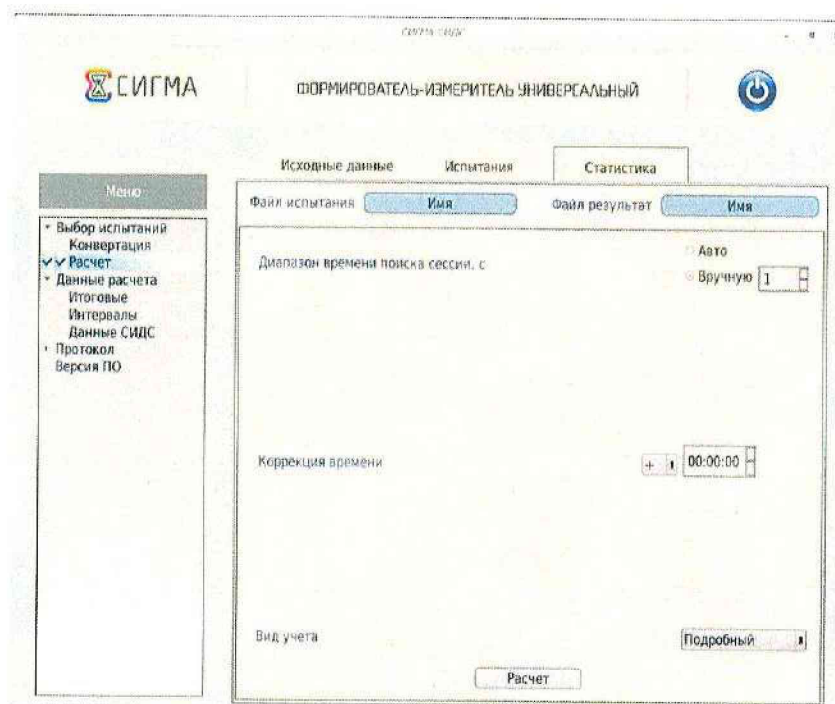 СИГМА СИДС
СИГМА
ФОРМИРОВАТЕЛЬ-ИЗМЕРИТЕЛЬ УНИВЕРСАЛЬНЫЙ
Исходные данные Испытания Статистика
Меню
Файл испытания Имя Файл результат Имя
Выбор испытаний
Конвертация
Расчет
Данные расчета
Итоговые
Интервалы
Данные СИДС
Протокол
Версия ПО
Диапазон времени поиска сессии, с
Авто
Вручную 1
Коррекция времени + 00:00:00
Вид учета Подробный
Расчет